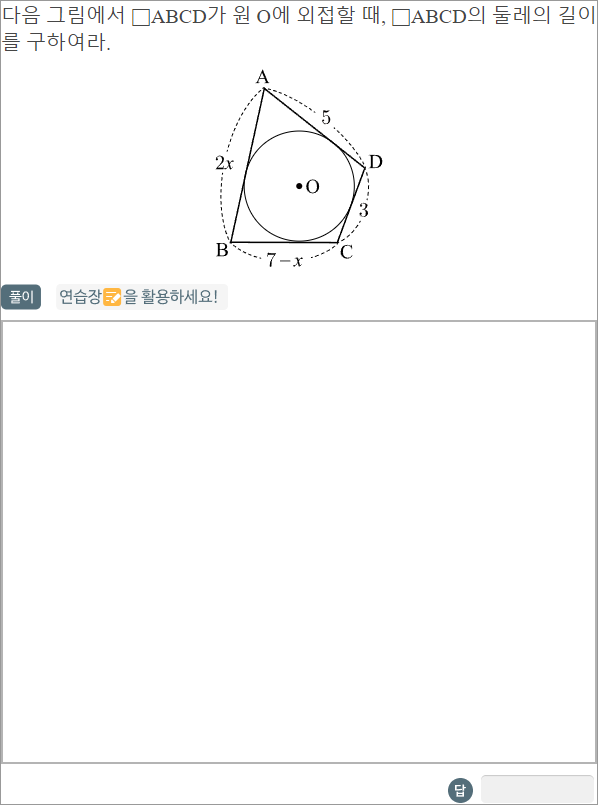 다음 그림에서 □ABCD가 원 O에 외접할 때, □ABCD의 둘레의 길이
를 구하여라.
A
5
D
2x
O
3
B
C
7-x
풀이 연습장을 활용하세요!
답